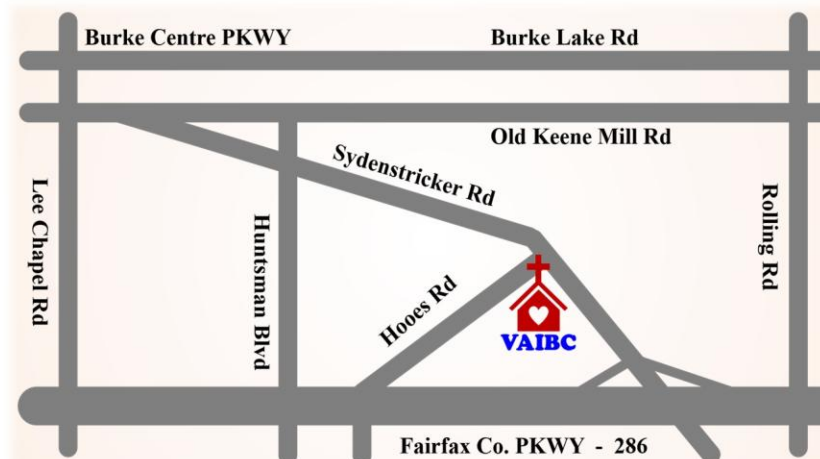 Burke Centre PKWY
Burke Lake Rd
Old Keene Mill Rd
Sydenstricker Rd
Lee Chapel Rd
Huntsman Blvd
Hooes Rd
Rolling Rd
VAIBC
Fairfax Co. PKWY - 286